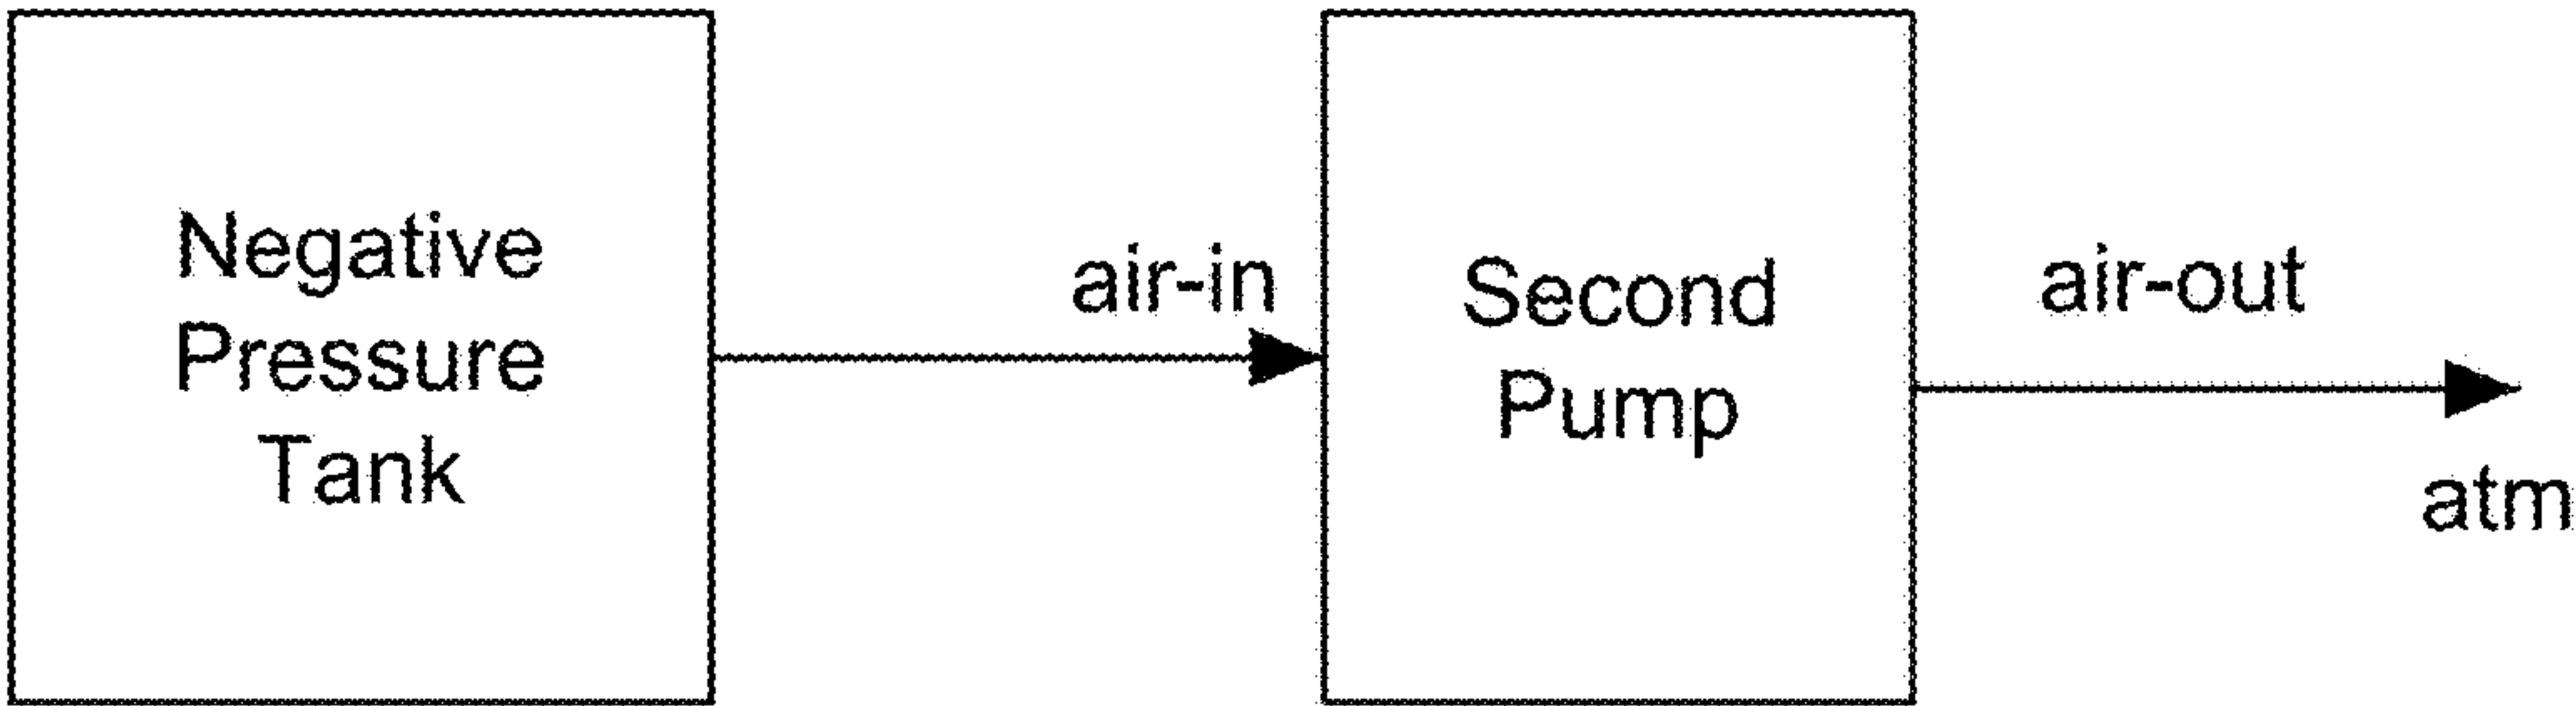 Negative
Pressure
Tank
air-in
Second
Pump
air-out
atm